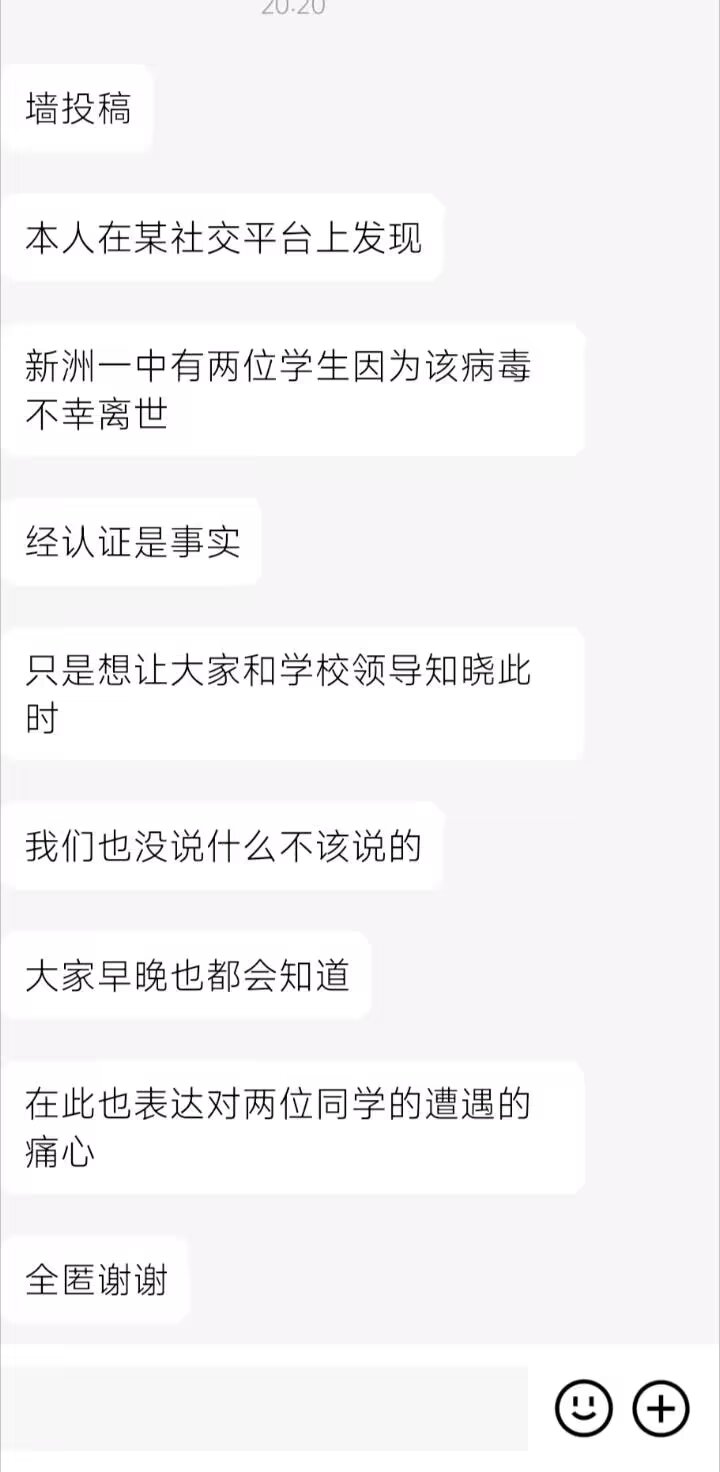 20:20
墙投稿
本人在某社交平台上发现
新洲一中有两位学生因为该病毒
不幸离世
经认证是事实
只是想让大家和学校领导知晓此
时
我们也没说什么不该说的
大家早晚也都会知道
在此也表达对两位同学的遭遇的
痛心
全匿谢谢